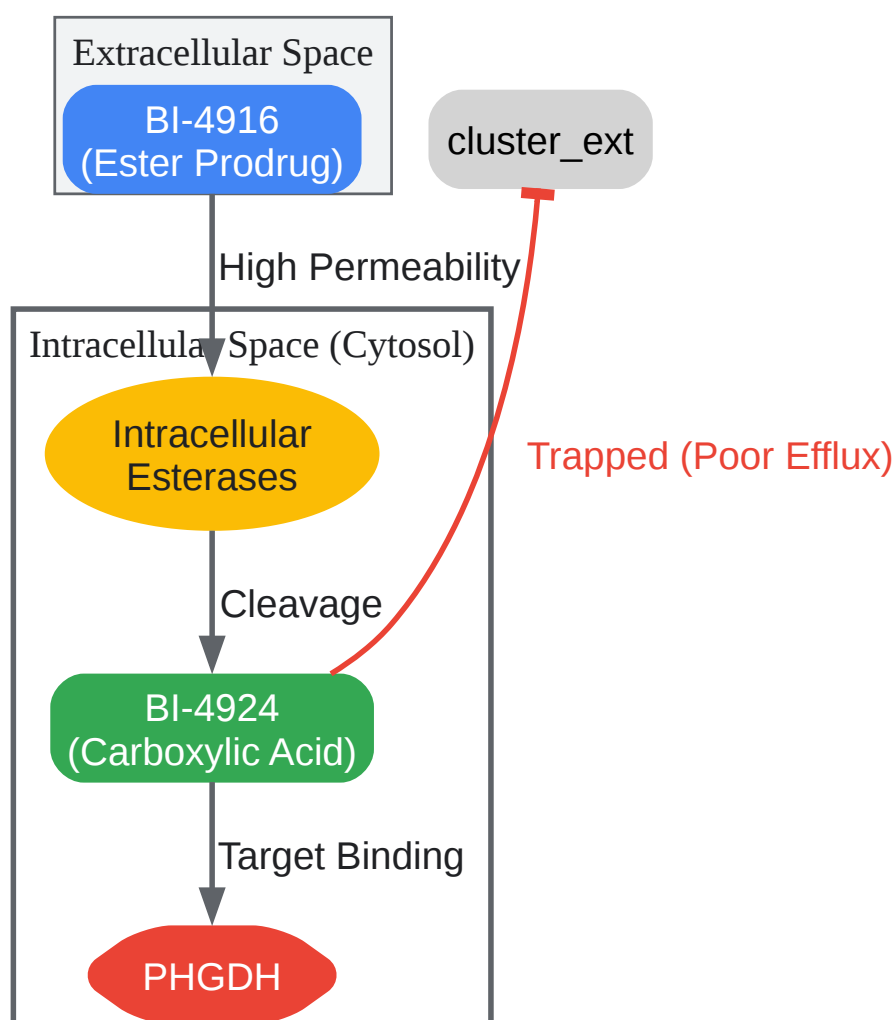 Extracellular Space
BI-4916
(Ester Prodrug)
cluster_ext
High Permeability
Intracellula Space (Cytosol)
Intracellular
Esterases
Trapped (Poor Efflux)
Cleavage
BI-4924
(Carboxylic Acid)
Target Binding
PHGDH